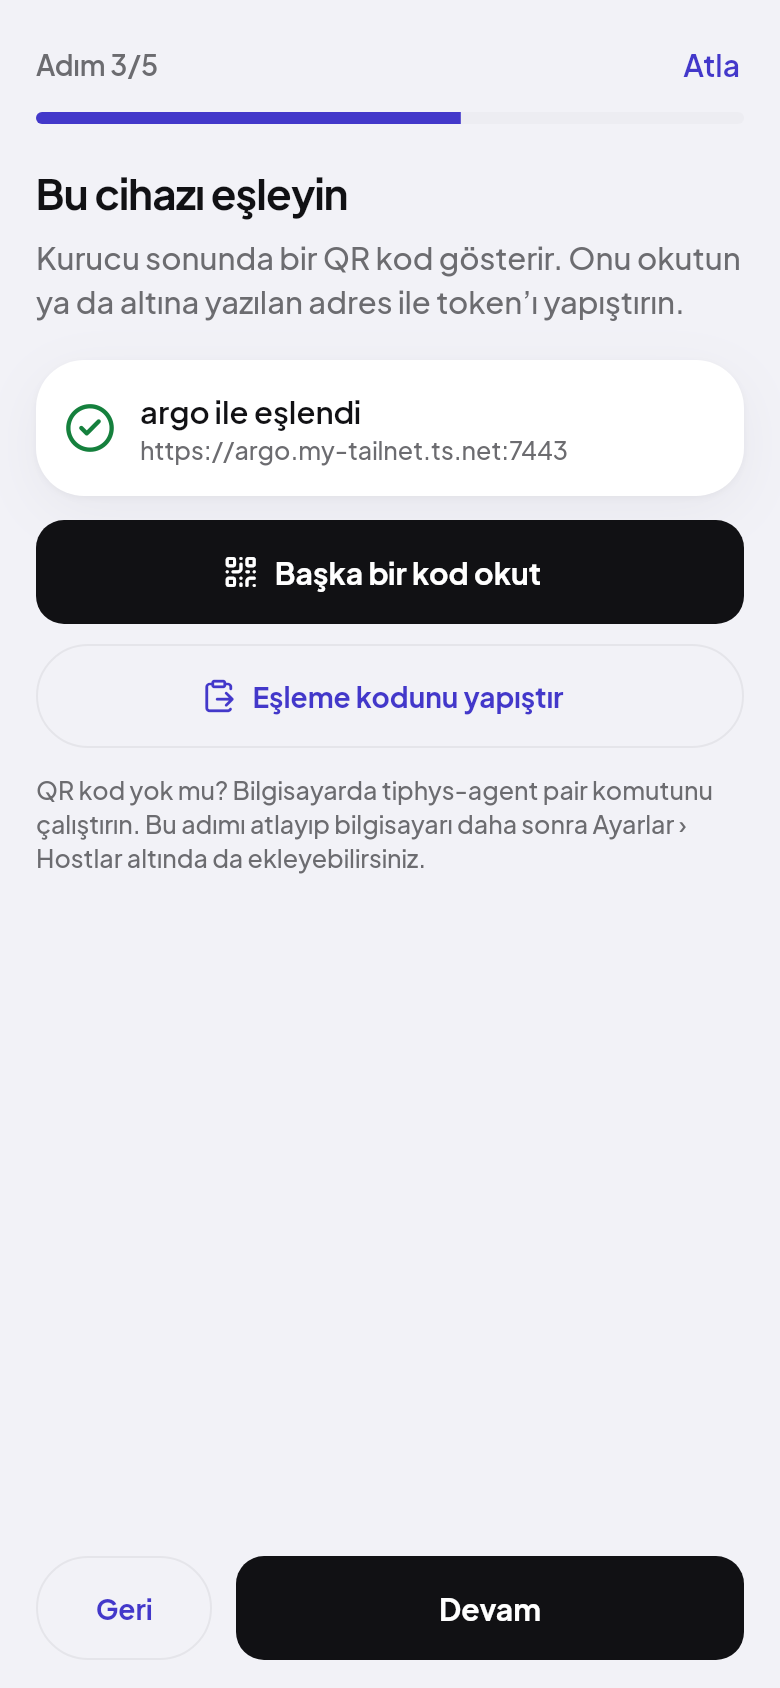 Adım 3/5
Atla
Bu cihazı eşleyin
Kurucu sonunda bir QR kod gösterir. Onu okutun
ya da altına yazılan adres ile token’ı yapıştırın.
argo ile eşlendi
https://argo.my-tailnet.ts.net:7443
Başka bir kod okut
Eşleme kodunu yapıştır
QR kod yok mu? Bilgisayarda tiphys-agent pair komutunu
çalıştırın. Bu adımı atlayıp bilgisayarı daha sonra Ayarlar ›
Hostlar altında da ekleyebilirsiniz.
Geri
Devam